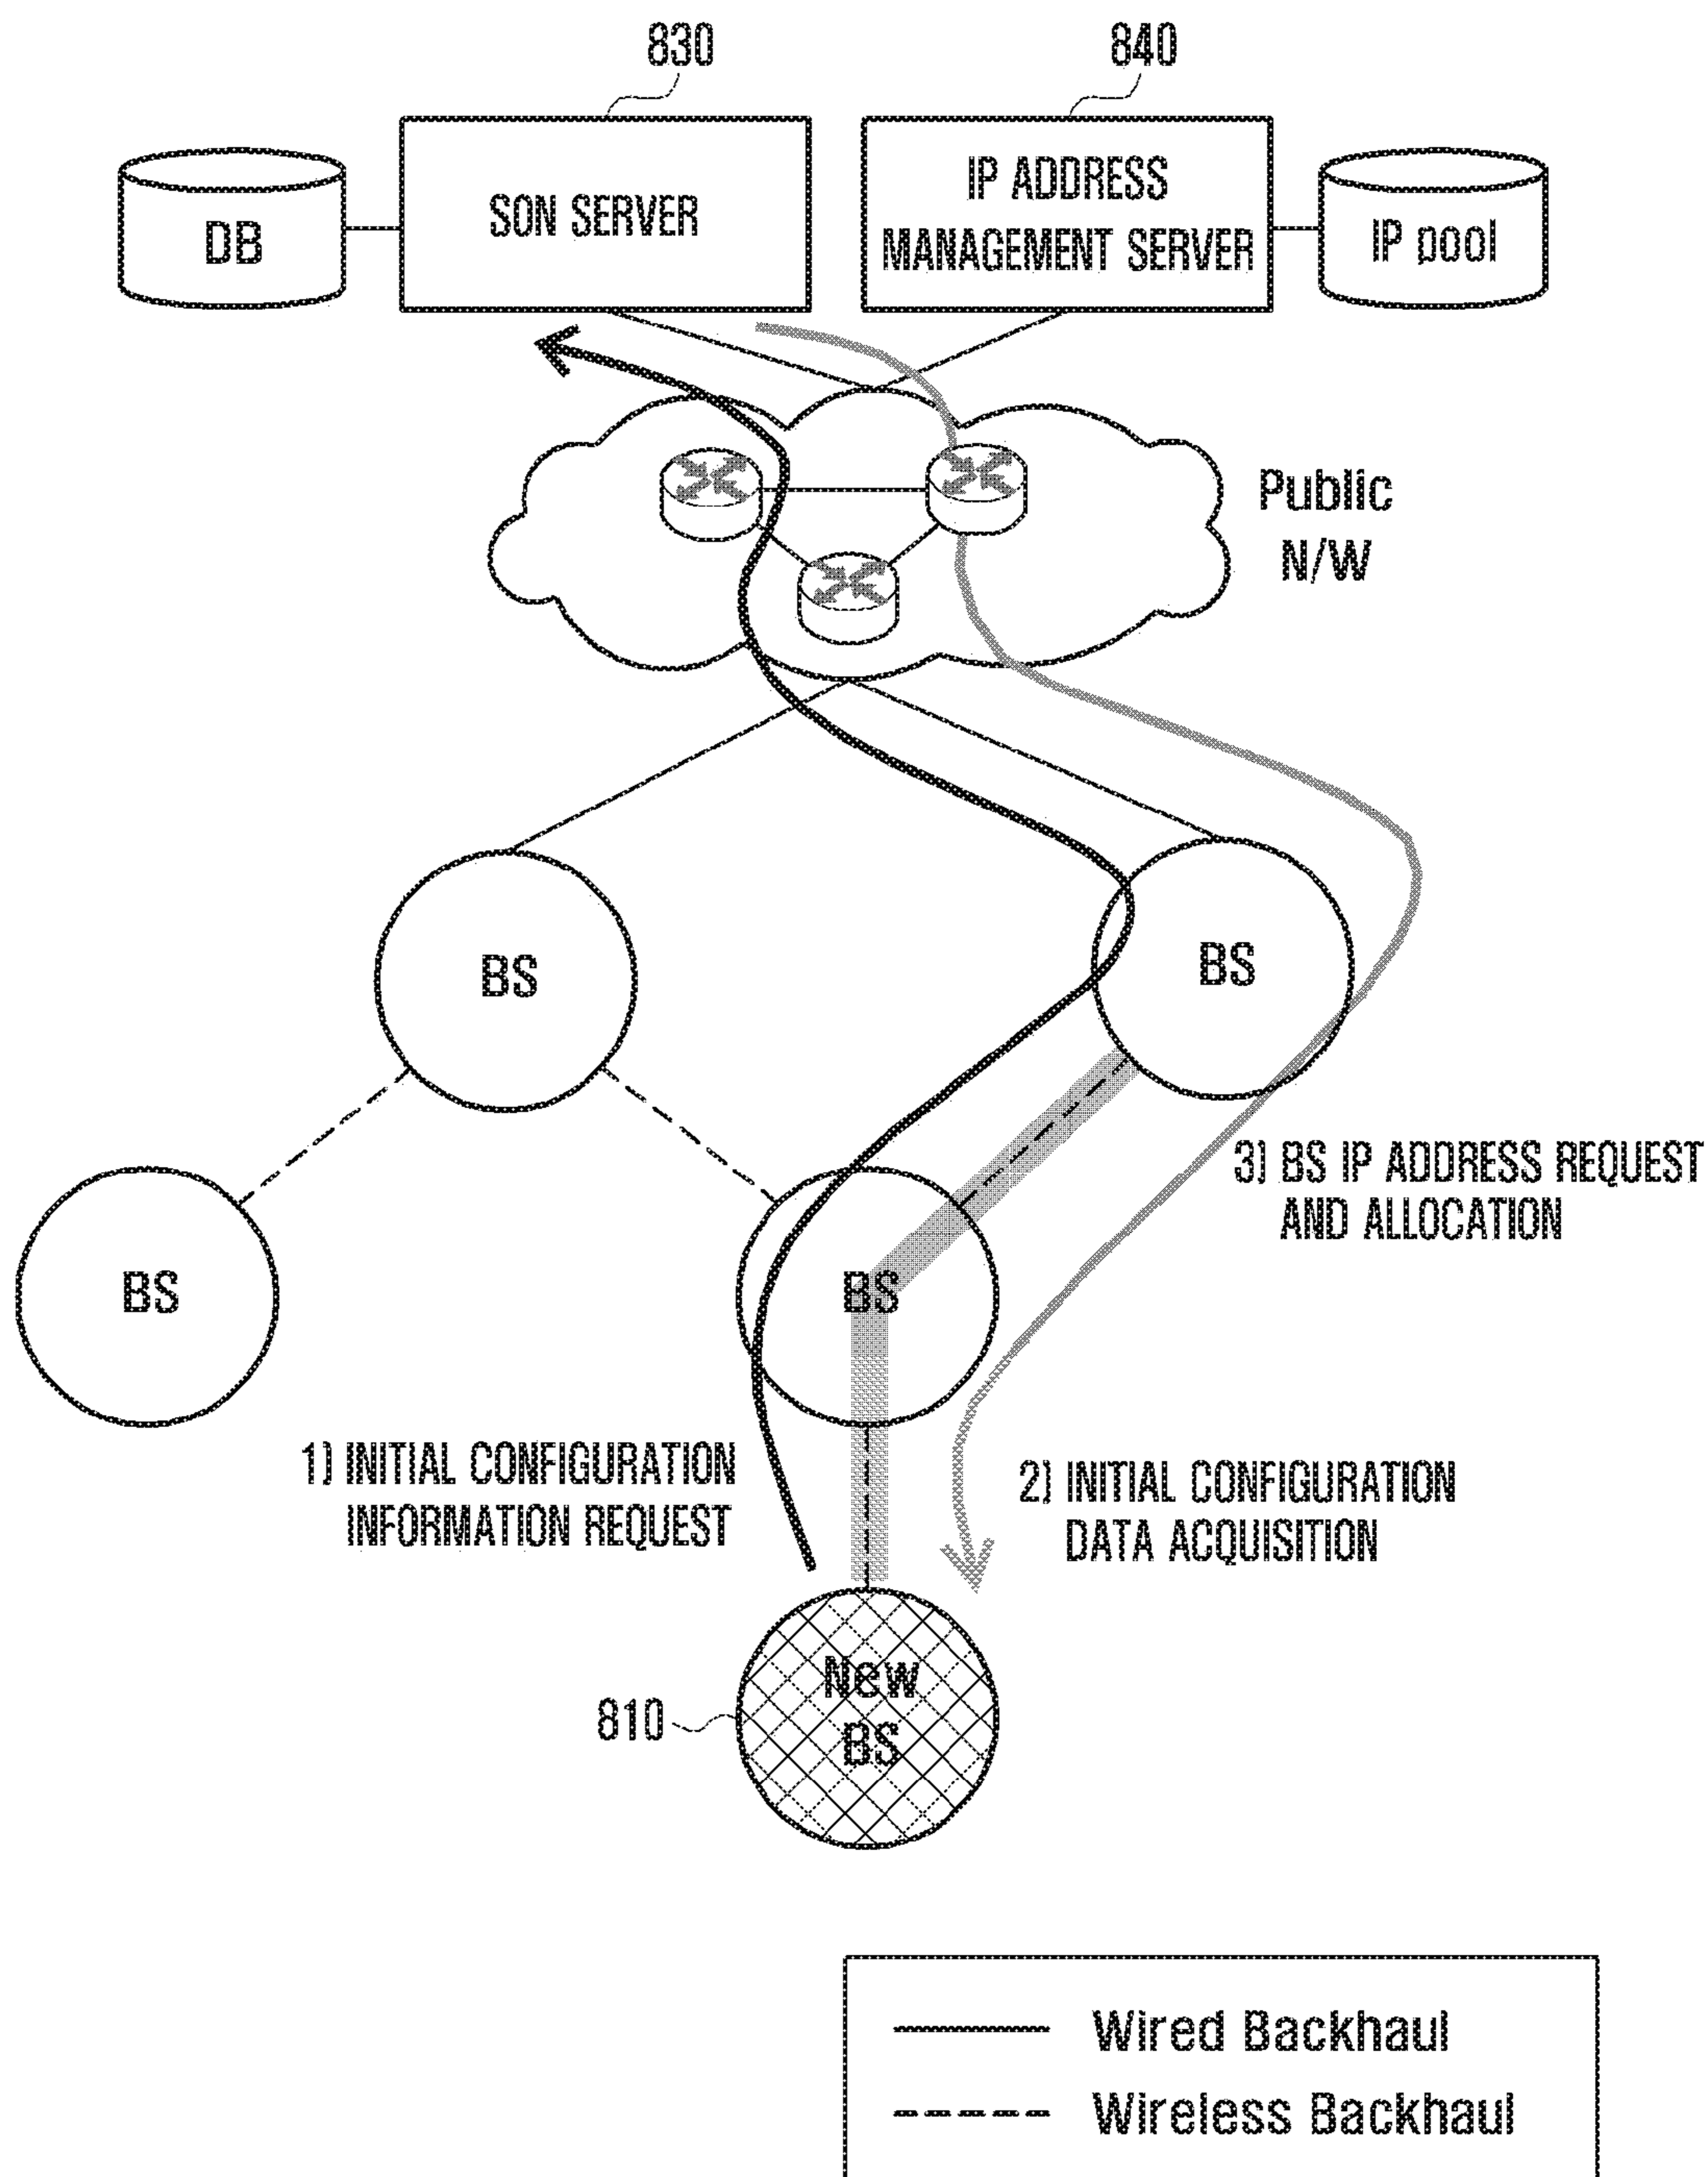 830
840
DB
SON SERVER
IP ADDRESS
MANAGEMENT SERVER
IP pool
Public
N/W
BS
BS
3) BS IP ADDRESS REQUEST
AND ALLOCATION
BS
BS
1) INITIAL CONFIGURATION
INFORMATION REQUEST
2) INITIAL CONFIGURATION
DATA ACQUISITION
New
BS
810
Wired Backhaul
Wireless Backhaul